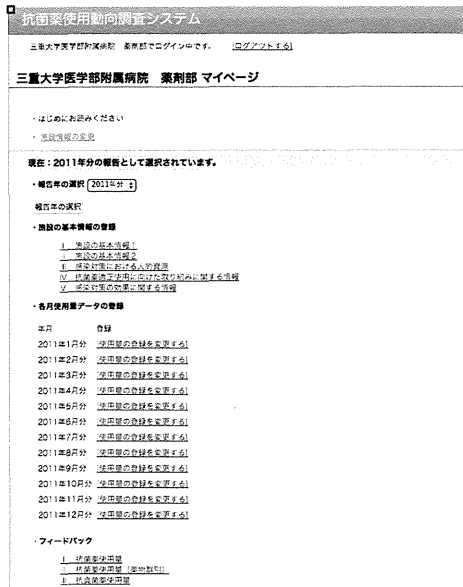 抗菌薬使用動向調査システム
三重大学医学部附属病院　薬剤部でログイン中です。　[ログアウトする]
三重大学医学部附属病院　薬剤部 マイページ
・はじめにお読みください
・施設情報の変更
現在：2011年分の報告として選択されています。
・報告年の選択 2011年分
報告年の選択
・施設の基本情報の登録
Ⅰ 施設の基本情報1
Ⅱ 施設の基本情報2
Ⅲ 感染対策における人的資源
Ⅳ 抗菌薬適正使用に向けた取り組みに関する情報
Ⅴ 感染対策の効果に関する情報
・各月使用量データの登録
年月　登録
2011年1月分 [使用量の登録を変更する]
2011年2月分 [使用量の登録を変更する]
2011年3月分 [使用量の登録を変更する]
2011年4月分 [使用量の登録を変更する]
2011年5月分 [使用量の登録を変更する]
2011年6月分 [使用量の登録を変更する]
2011年7月分 [使用量の登録を変更する]
2011年8月分 [使用量の登録を変更する]
2011年9月分 [使用量の登録を変更する]
2011年10月分 [使用量の登録を変更する]
2011年11月分 [使用量の登録を変更する]
2011年12月分 [使用量の登録を変更する]
・フィードバック
Ⅰ 抗菌薬使用量
Ⅱ 抗菌薬使用量（薬効群別）
Ⅲ 抗真菌薬使用量